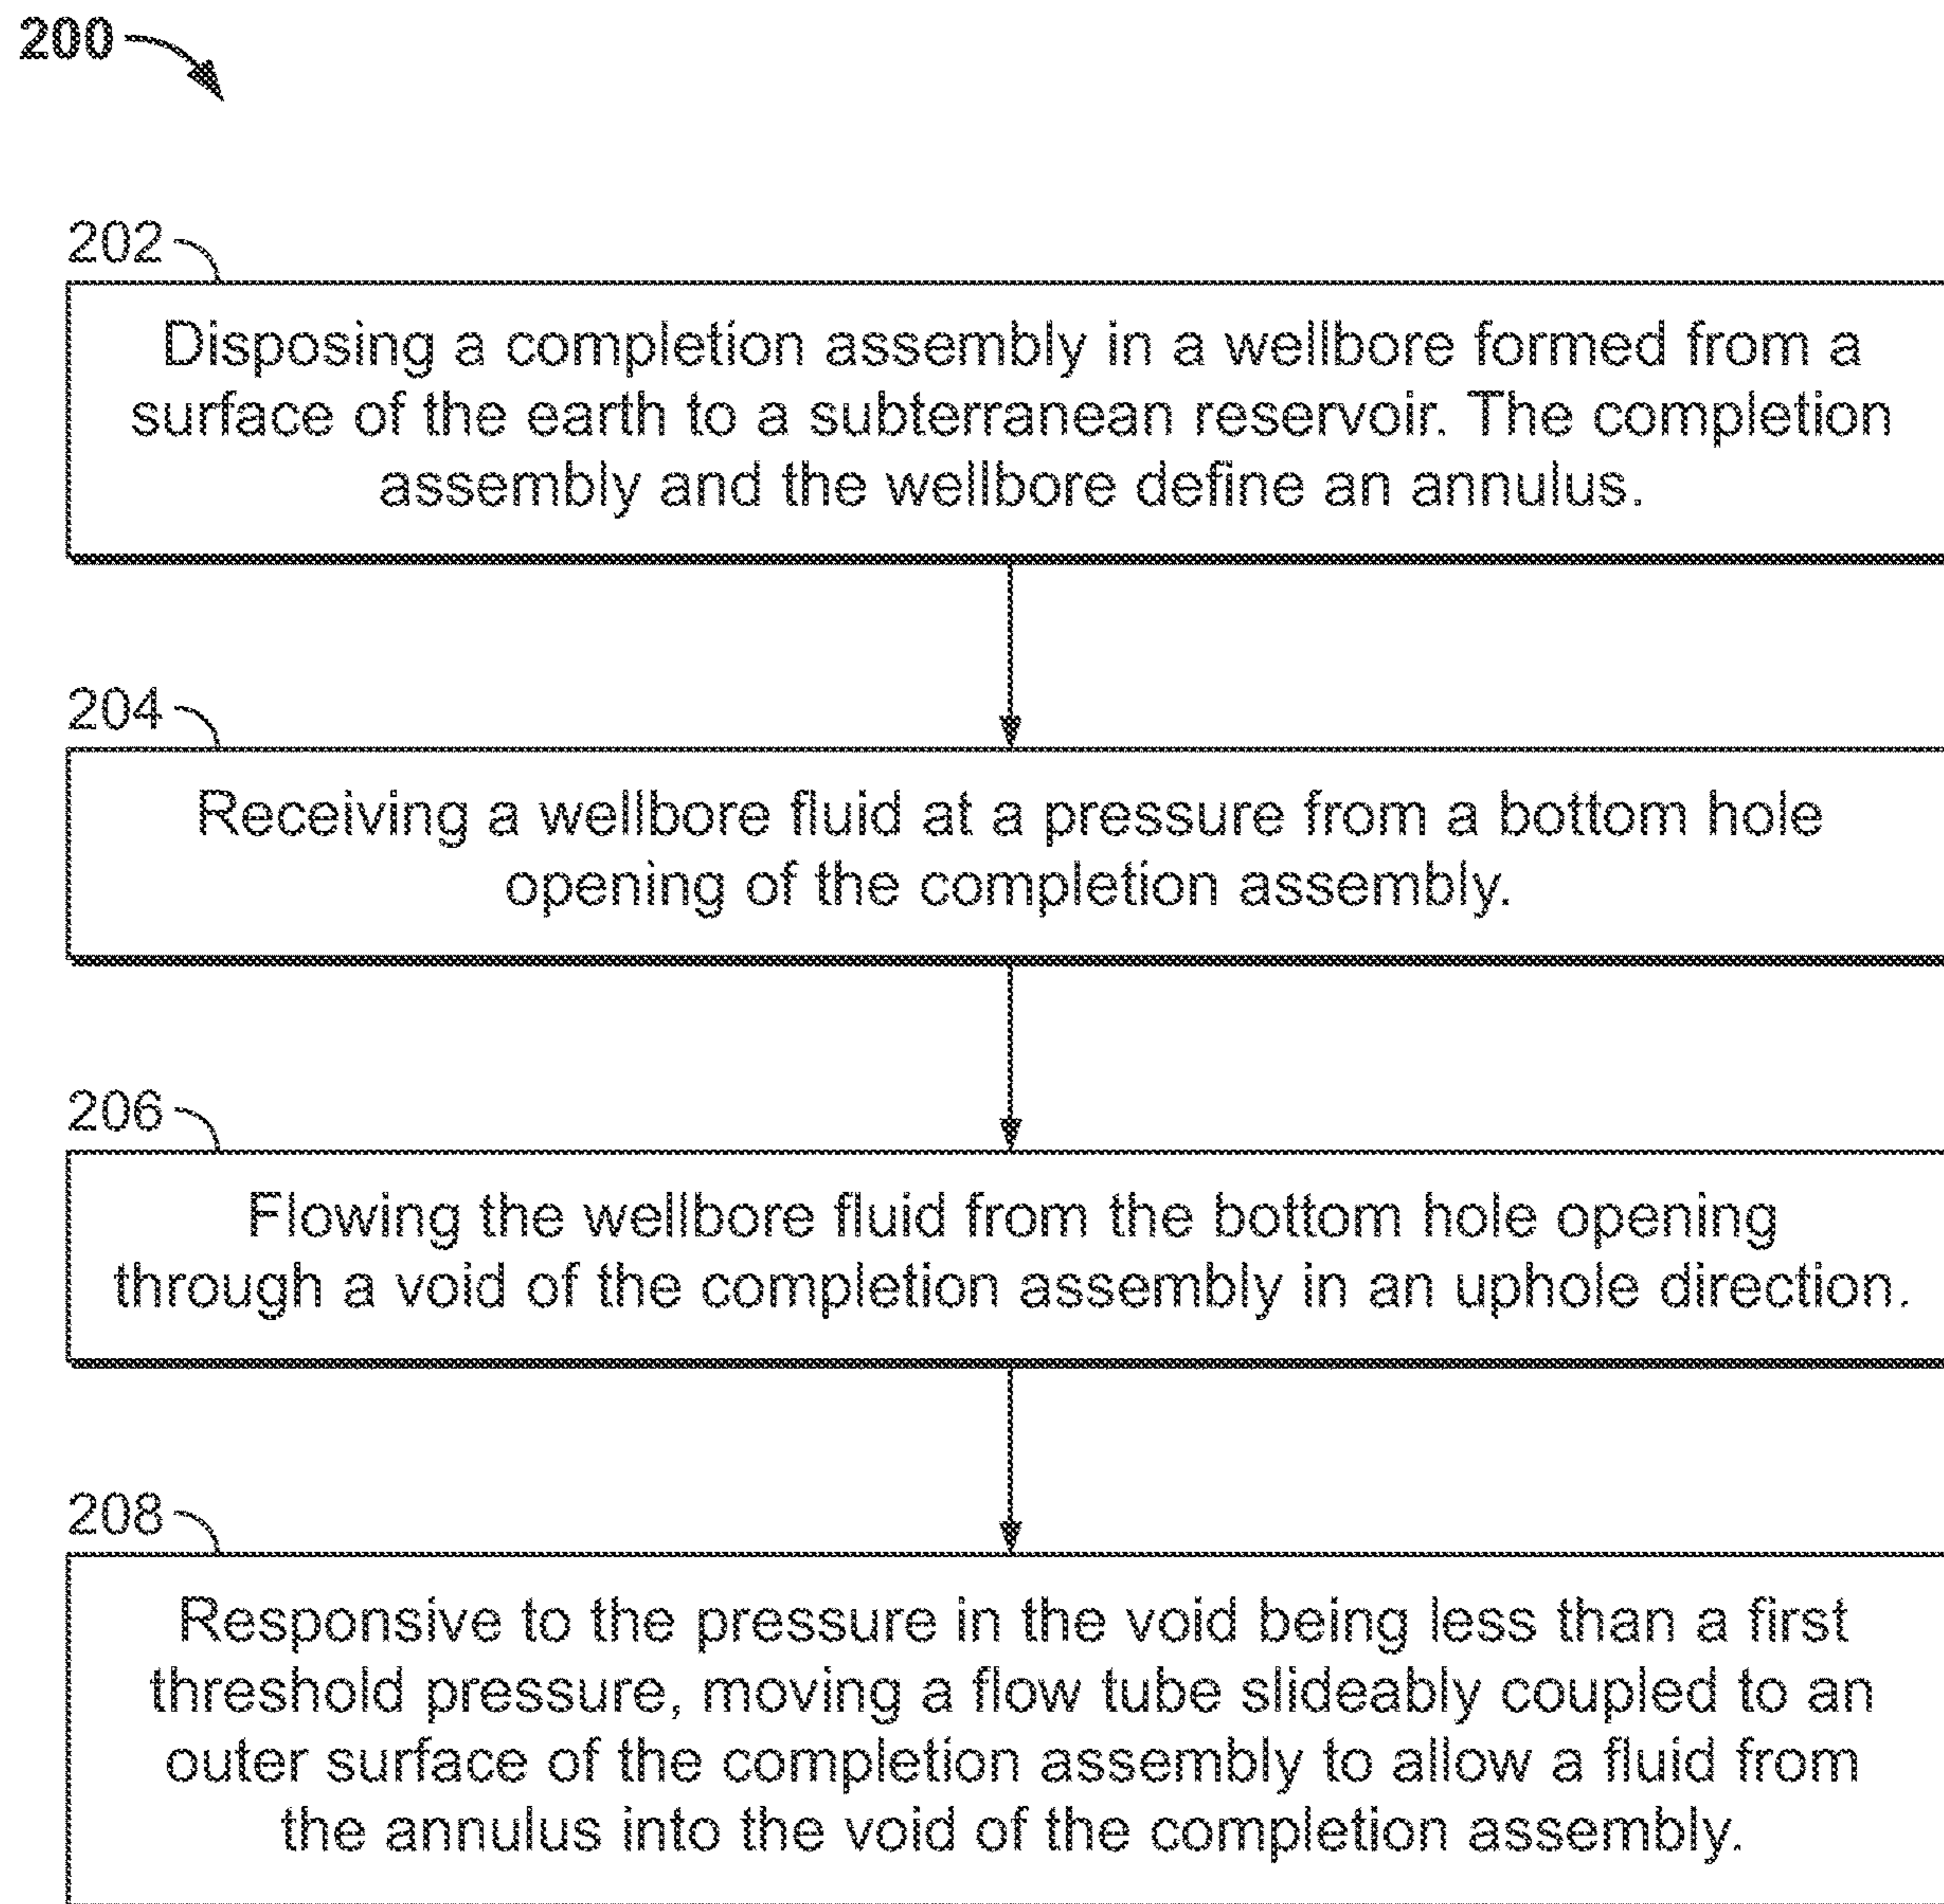 200
202
Disposing a completion assembly in a wellbore formed from a
surface of the earth to a subterranean reservoir. The completion
assembly and the wellbore define an annulus.
204
Receiving a wellbore fluid at a pressure from a bottom hole
opening of the completion assembly.
206
Flowing the wellbore fluid from the bottom hole opening
through a void of the completion assembly in an uphole direction.
208
Responsive to the pressure in the void being less than a first
threshold pressure, moving a flow tube slideably coupled to an
outer surface of the completion assembly to allow a fluid from
the annulus into the void of the completion assembly.